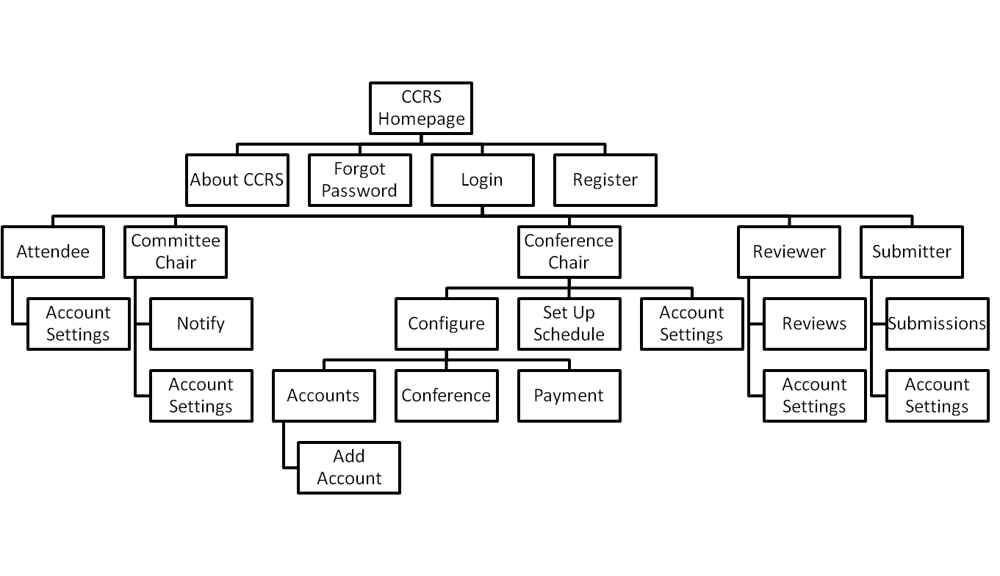 CCRS
Homepage
About CCRS
Forgot
Password
Login
Register
Attendee
Committee
Chair
Conference
Chair
Reviewer
Submitter
Account
Settings
Notify
Configure
Set Up
Schedule
Account
Settings
Reviews
Submissions
Account
Settings
Accounts
Conference
Payment
Account
Settings
Account
Settings
Add
Account